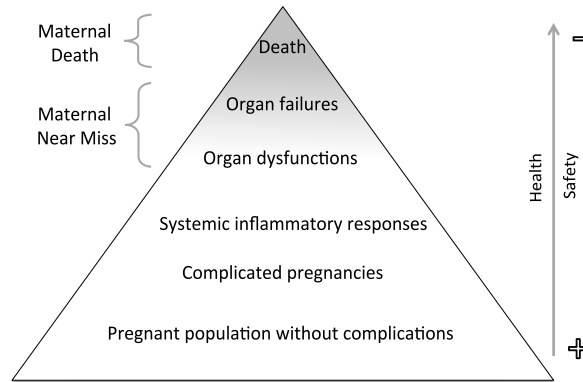 Maternal
Death
Death
Maternal
Near Miss
Organ failures
Organ dysfunctions
Systemic inflammatory responses
Complicated pregnancies
Pregnant population without complications
Health
Safety